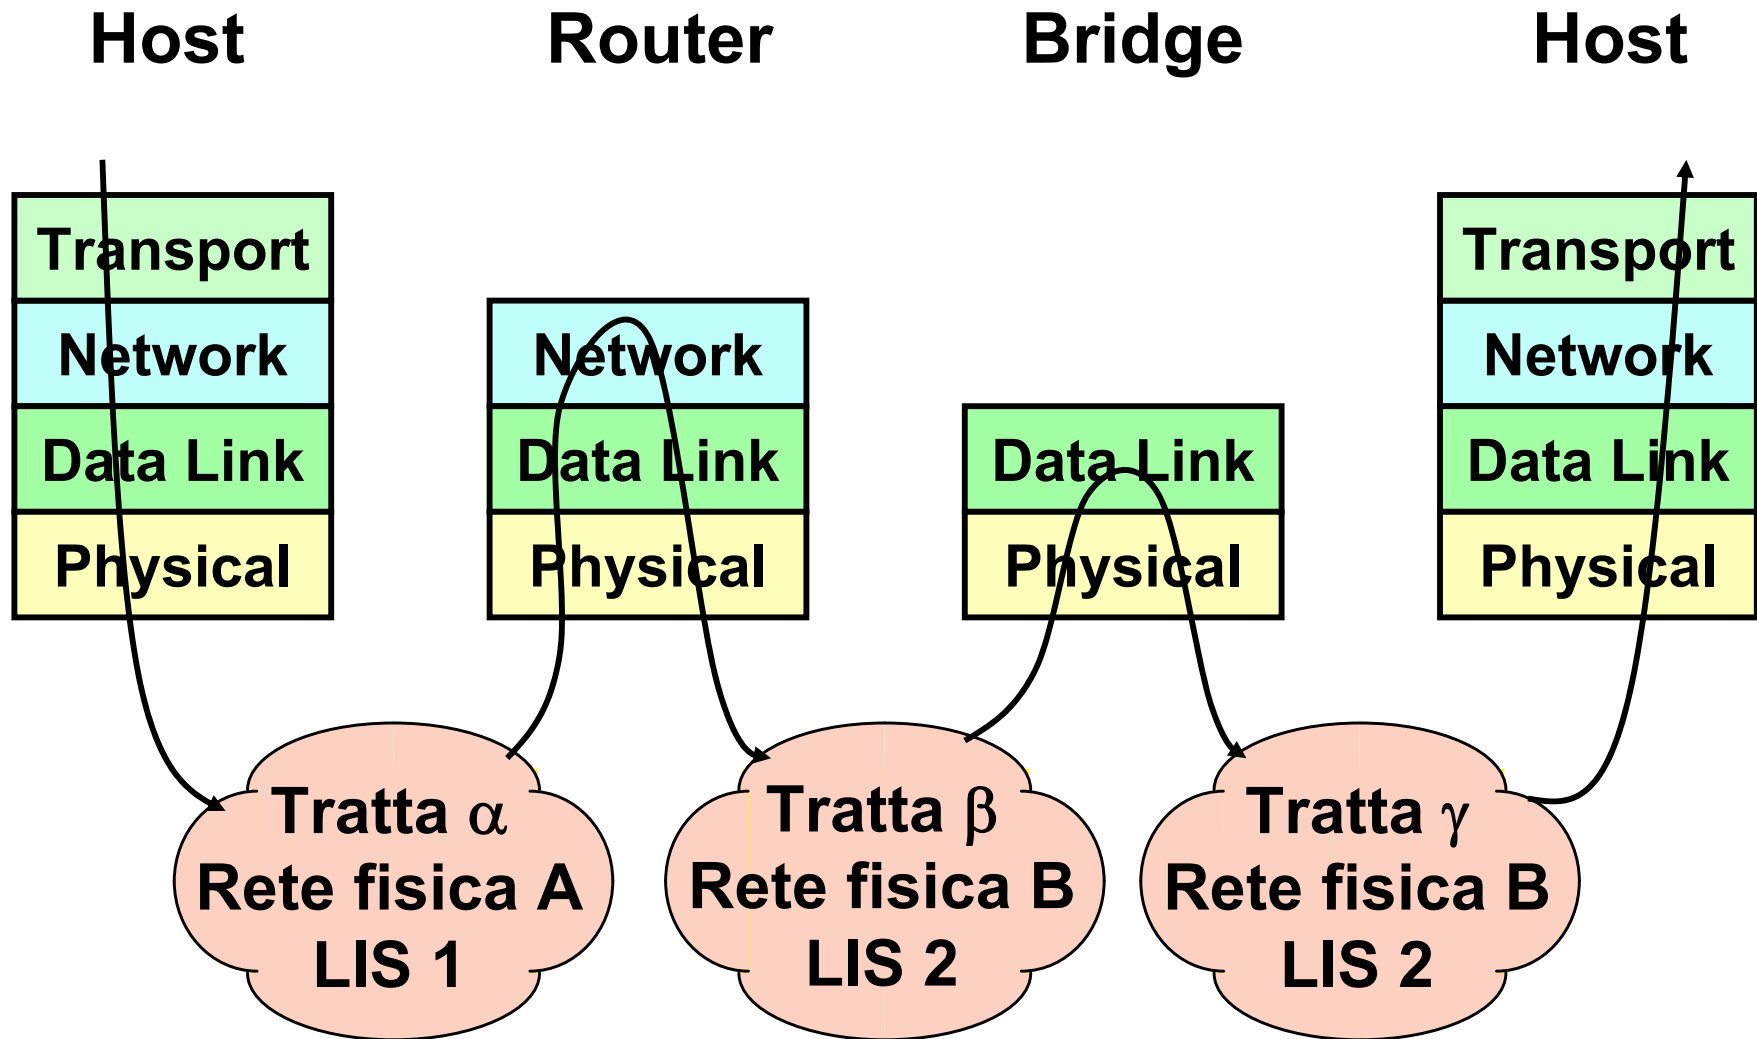 Host
Router
Bridge
Host
Transport
Network
Data Link
Physical
Network
Data Link
Physical
Data Link
Physical
Transport
Network
Data Link
Physical
Tratta α
Rete fisica A
LIS 1
Tratta β
Rete fisica B
LIS 2
Tratta γ
Rete fisica B
LIS 2